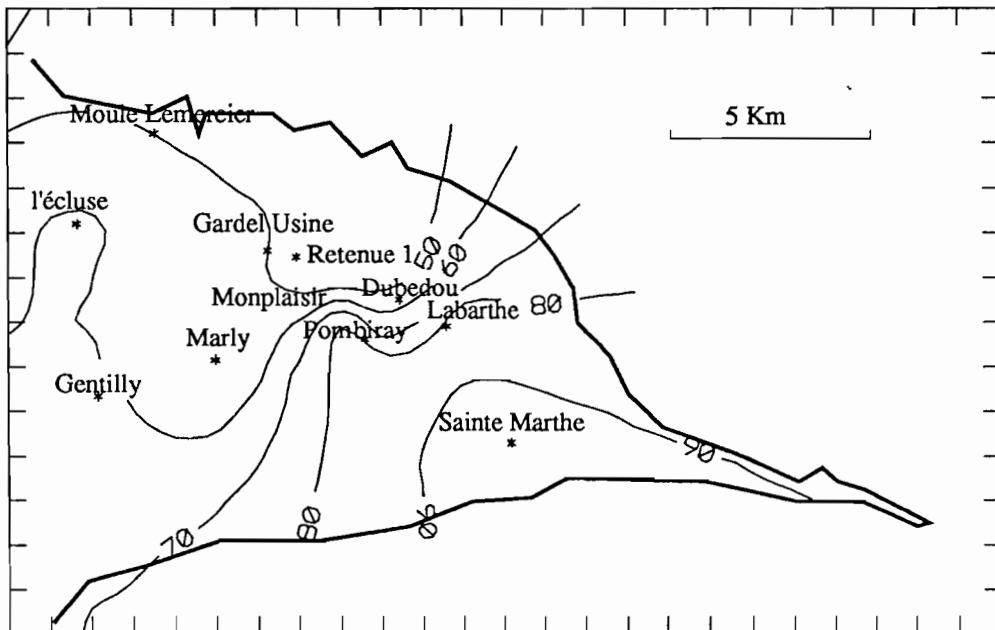 Moule Lemercier
5 Km
l'écluse
Gardel Usine
Retenue 1
50
60
Monplaisir
Dubedou
Labarthe
80
Marly
Pombiray
Gentilly
Sainte Marthe
90
70
80
90